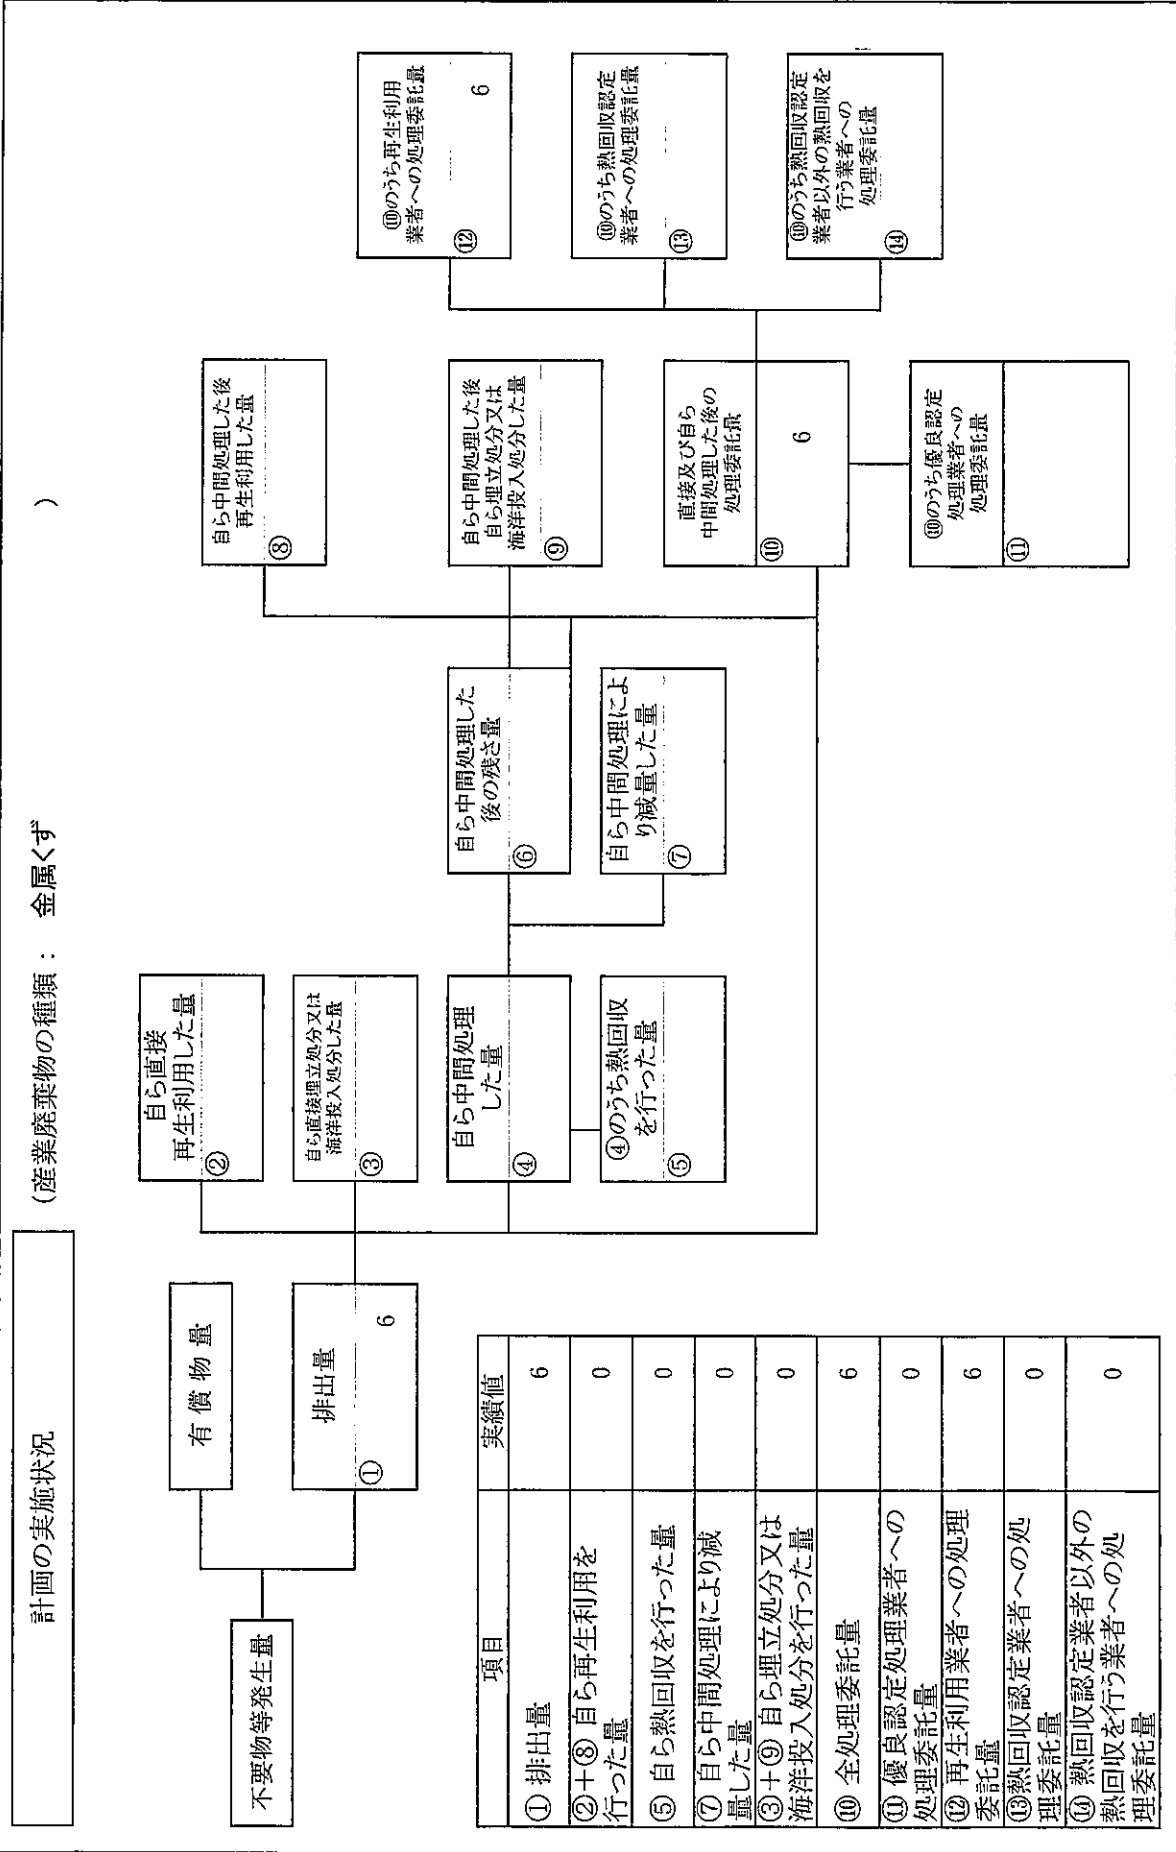 計画の実施状況
(産業廃棄物の種類： 金属くず )
不要物等発生量
有償物量
排出量
① 6
自ら直接
再生利用した量
②
自ら直接埋立処分又は
海洋投入処分した量
③
自ら中間処理
した量
④
④のうち熱回収
を行った量
⑤
自ら中間処理した
後の残さ量
⑥
自ら中間処理によ
り減量した量
⑦
自ら中間処理した後
再生利用した量
⑧
自ら中間処理した後
自ら埋立処分又は
海洋投入処分した量
⑨
直接及び自ら
中間処理した後の
処理委託量
⑩ 6
⑩のうち優良認定
処理業者への
処理委託量
⑪
⑩のうち再生利用
業者への処理委託量
⑫ 6
⑩のうち熱回収認定
業者への処理委託量
⑬
⑩のうち熱回収認定
業者以外の熱回収を
行う業者への
処理委託量
⑭
項目 実績値
① 排出量 6
②+⑧ 自ら再生利用を
行った量 0
⑤ 自ら熱回収を行った量 0
⑦ 自ら中間処理により減
量した量 0
③+⑨ 自ら埋立処分又は
海洋投入処分を行った量 0
⑩ 全処理委託量 6
⑪ 優良認定処理業者への
処理委託量 0
⑫ 再生利用業者への処理
委託量 6
⑬熱回収認定業者への処
理委託量 0
⑭ 熱回収認定業者以外の
熱回収を行う業者への処
理委託量 0